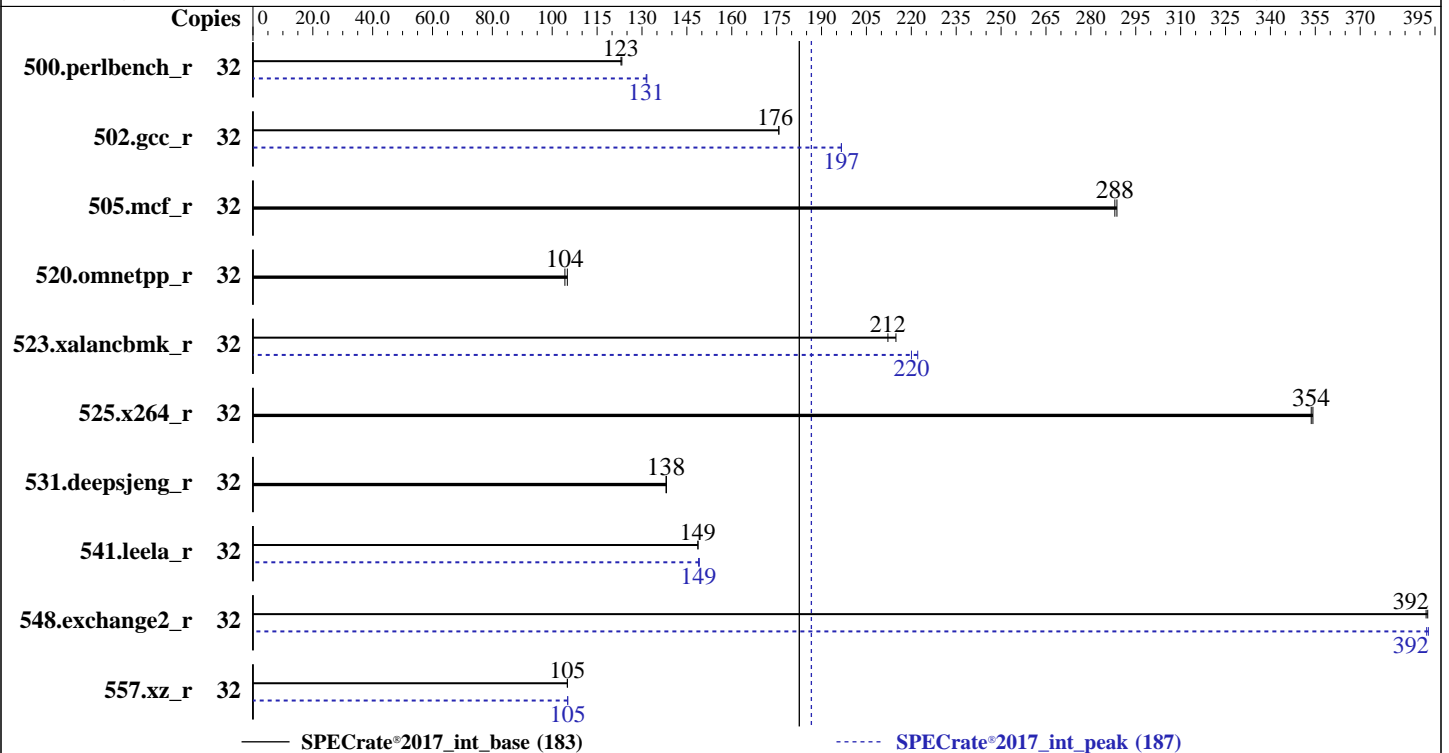 Copies 0 20.0 40.0 60.0 80.0 100 115 130 145 160 175 190 205 220 235 250 265 280 295 310 325 340 355 370 395
123
500.perlbench_r 32
131
176
502.gcc_r 32
197
288
505.mcf_r 32
104
520.omnetpp_r 32
212
523.xalancbmk_r 32
220
354
525.x264_r 32
138
531.deepsjeng_r 32
149
541.leela_r 32
149
392
548.exchange2_r 32
392
105
557.xz_r 32
105
SPECrate®2017_int_base (183) SPECrate®2017_int_peak (187)